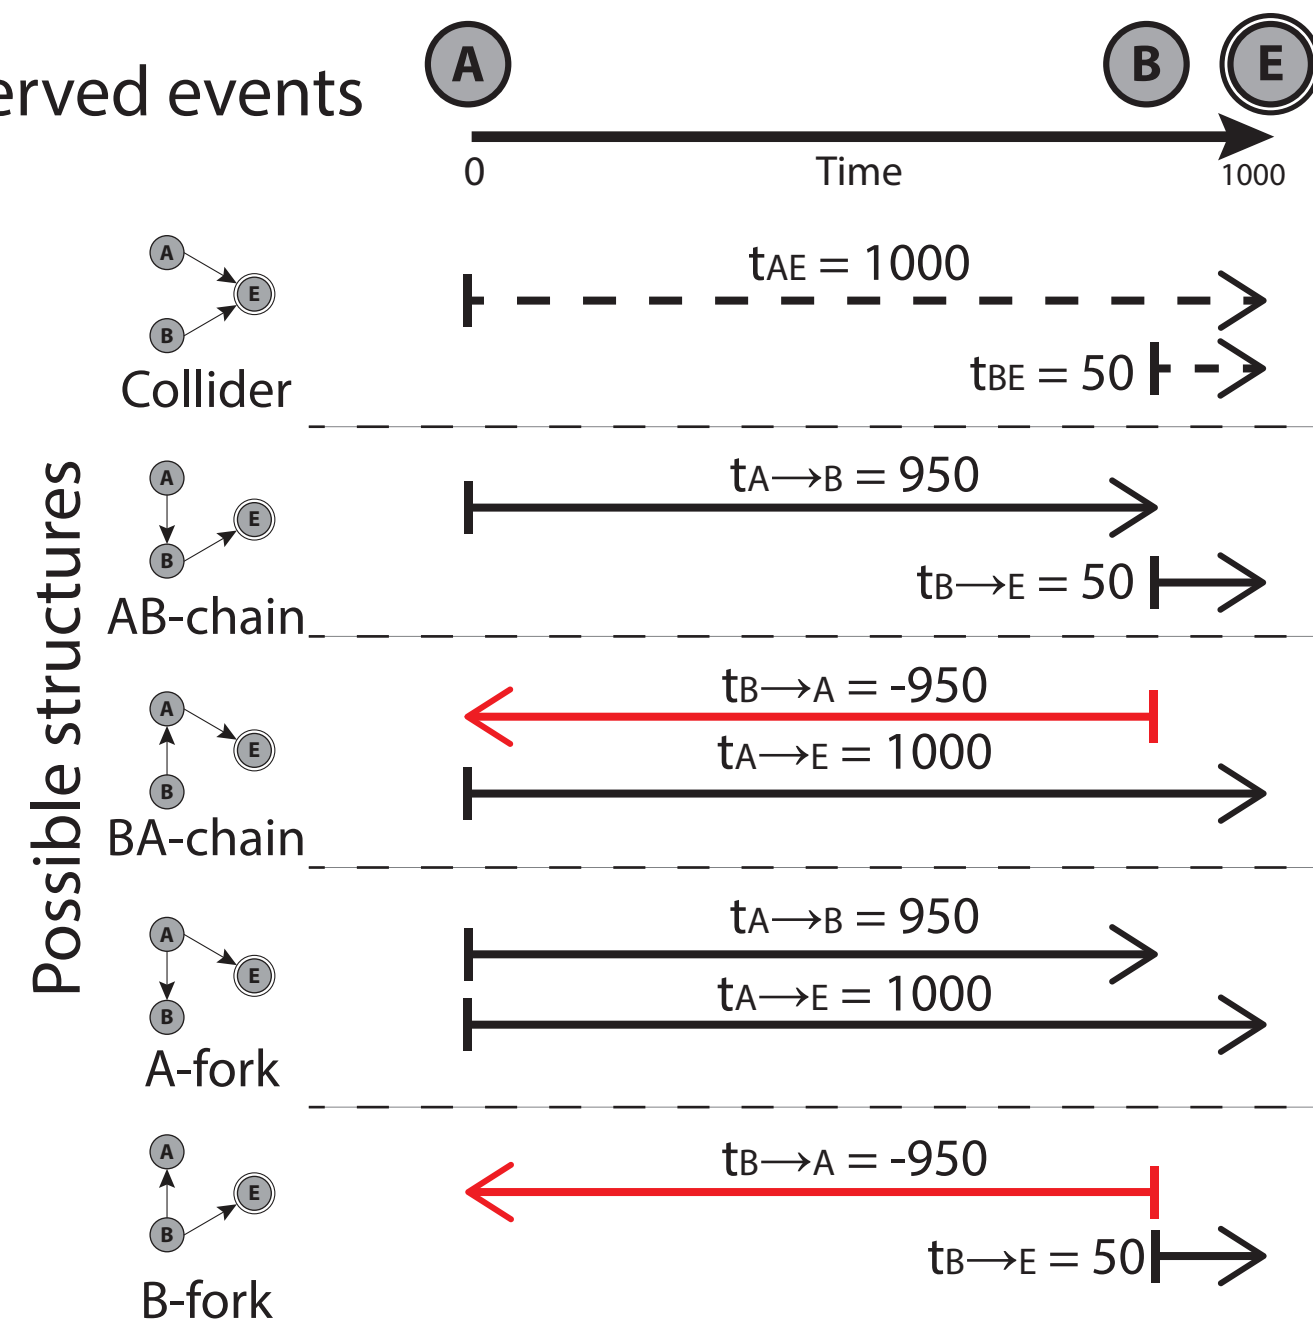 A B E
erved events
0 Time 1000
A
E
B
Collider
tAE = 1000
tBE = 50
Possible structures
A
E
B
AB-chain
tA→B = 950
tB→E = 50
A
E
B
BA-chain
tB→A = -950
tA→E = 1000
A
E
B
A-fork
tA→B = 950
tA→E = 1000
A
E
B
B-fork
tB→A = -950
tB→E = 50